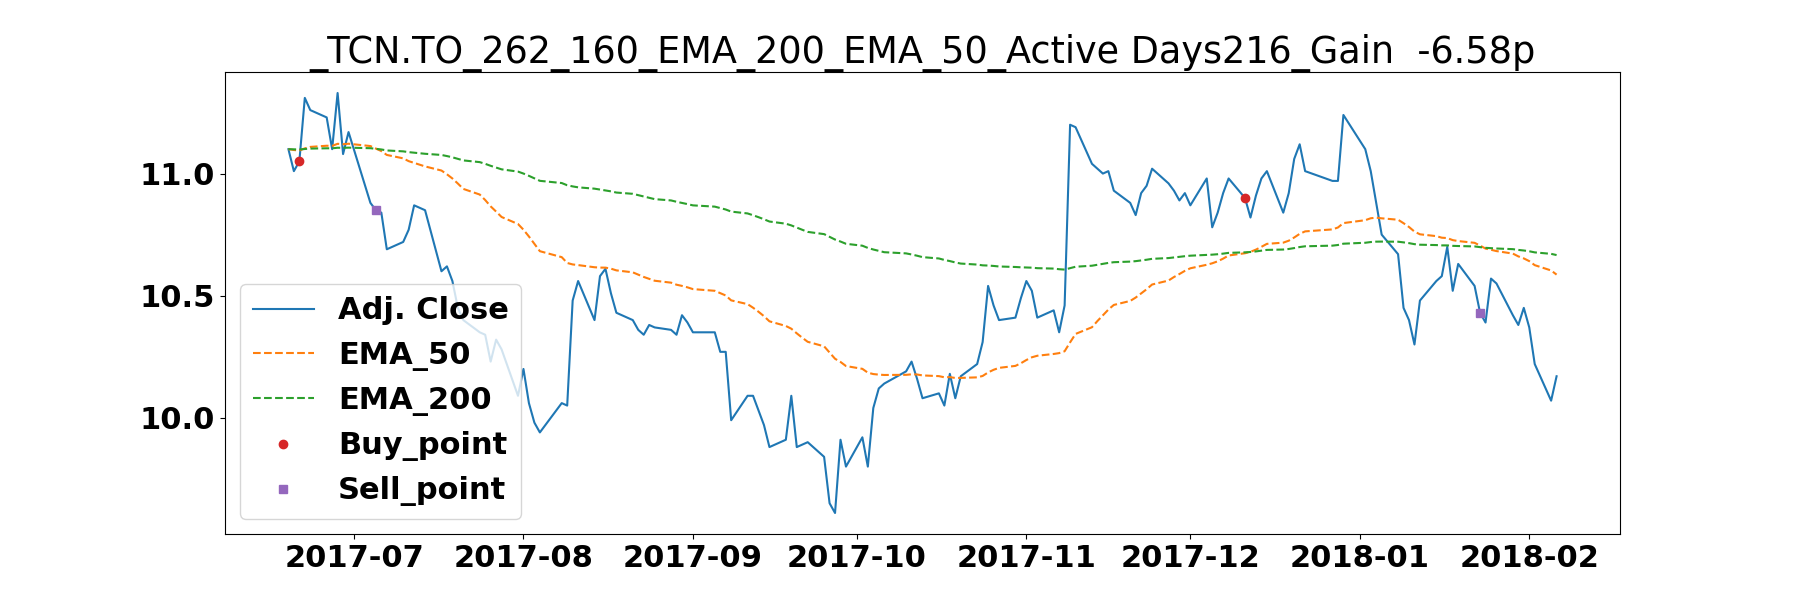 _TCN.TO_262_160_EMA_200_EMA_50_Active Days216_Gain  -6.58p
11.0
10.5
10.0
Adj. Close
EMA_50
EMA_200
Buy_point
Sell_point
2017-07 2017-08 2017-09 2017-10 2017-11 2017-12 2018-01 2018-02